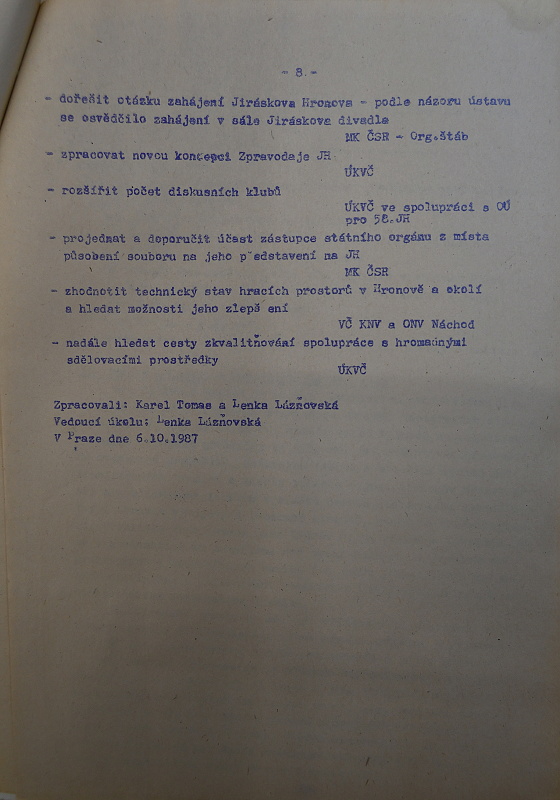 - 8.-
- dořešit otázku zahájení Jiráskova Hronova - podle názoru ústavu
se osvědčilo zahájení v sále Jiráskova divadla
MK ČSR - Org.štáb
- zpracovat novou koncepci Zpravodaje JH
ÚKVČ
- rozšířit počet diskusních klubů
ÚKVČ ve spolupráci s OÚ
pro 58.JH
- projednat a doporučit účast zástupce státního orgánu z místa
působení souboru na jeho p edstavení na JH
MK ČSR
- zhodnotit technický stav hracích prostorů v Hronově a okolí
a hledat možnosti jeho zlepš ení
VČ KNV a ONV Náchod
- nadále hledat cesty zkvalitňování spolupráce s hromadnými
sdělovacími prostředky
ÚKVČ
Zpracovali: Karel Tomas a Lenka Lázňovská
Vedoucí úkolu: Lenka Lázňovská
V Praze dne 6.10.1987